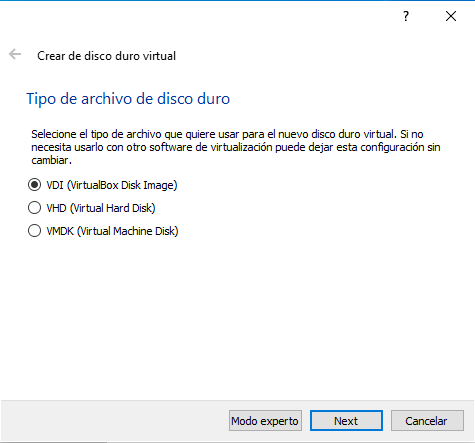 ?
Crear de disco duro virtual
Tipo de archivo de disco duro
Selecione el tipo de archivo que quiere usar para el nuevo disco duro virtual. Si no
necesita usarlo con otro software de virtualización puede dejar esta configuración sin
cambiar.
VDI (VirtualBox Disk Image)
VHD (Virtual Hard Disk)
VMDK (Virtual Machine Disk)
Modo experto Next Cancelar